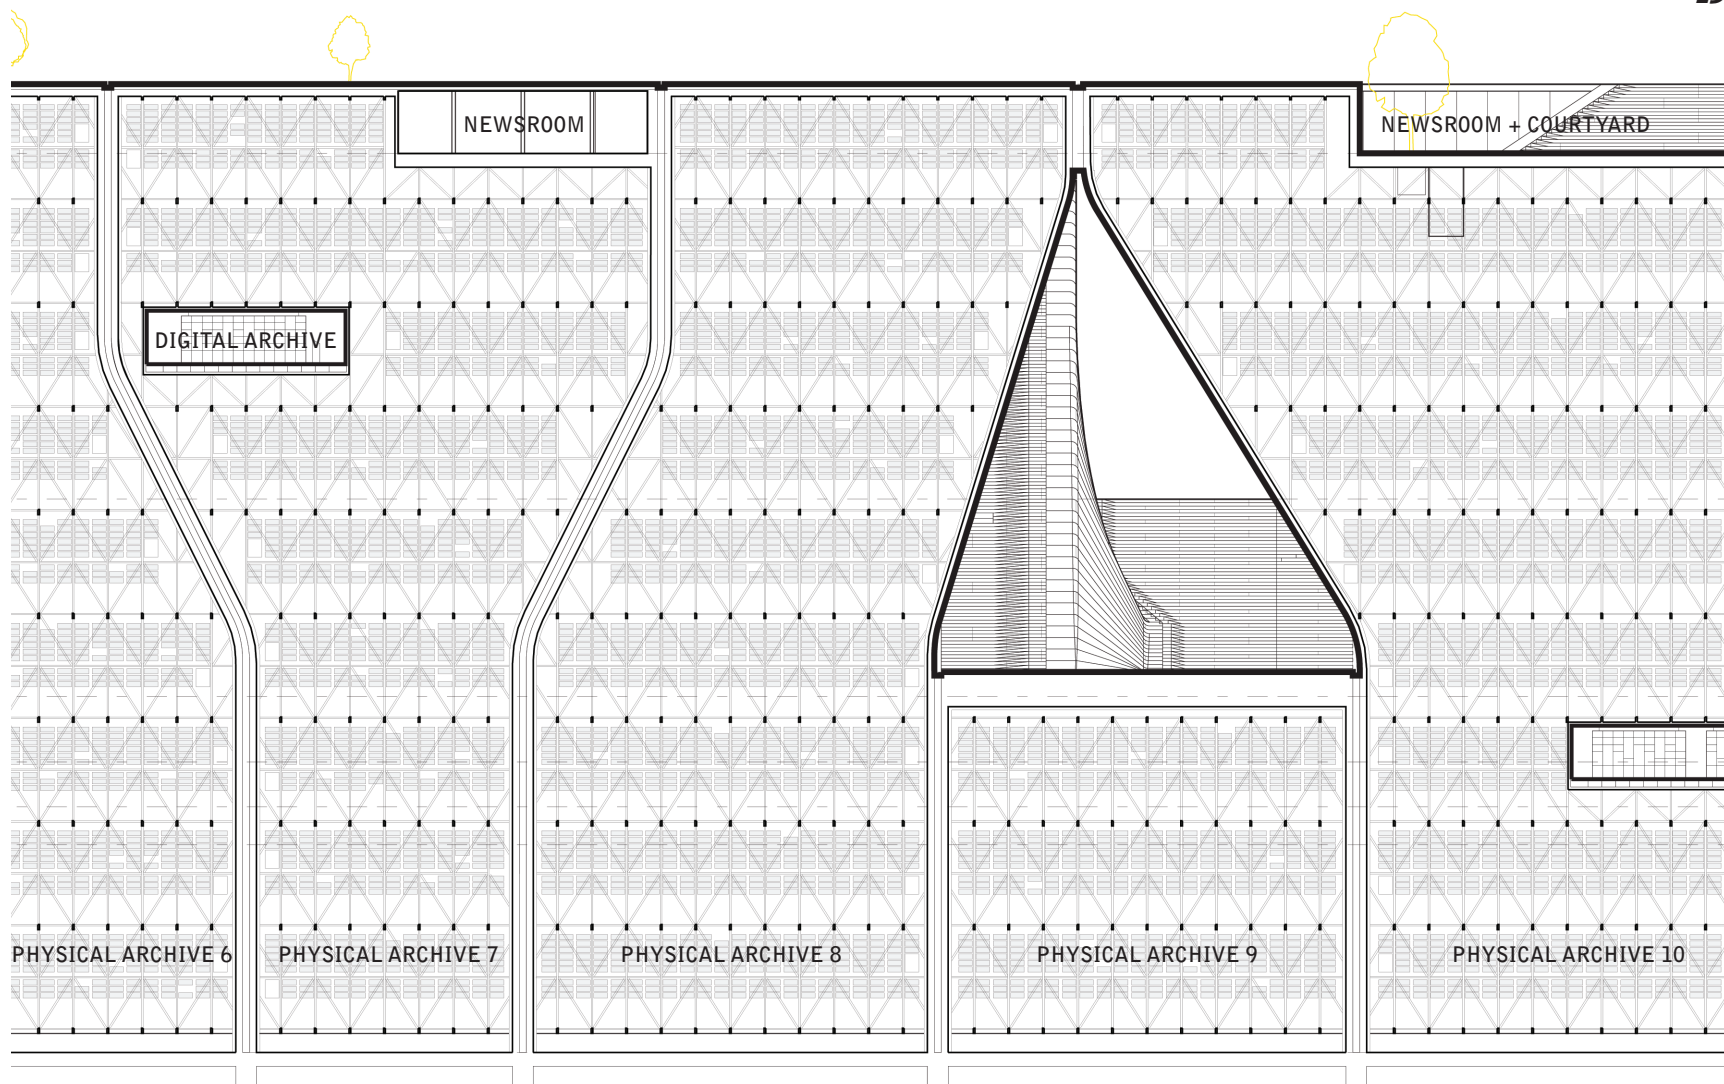 NEWSROOM
NEWSROOM + COURTYARD
DIGITAL ARCHIVE
PHYSICAL ARCHIVE 6
PHYSICAL ARCHIVE 7
PHYSICAL ARCHIVE 8
PHYSICAL ARCHIVE 9
PHYSICAL ARCHIVE 10